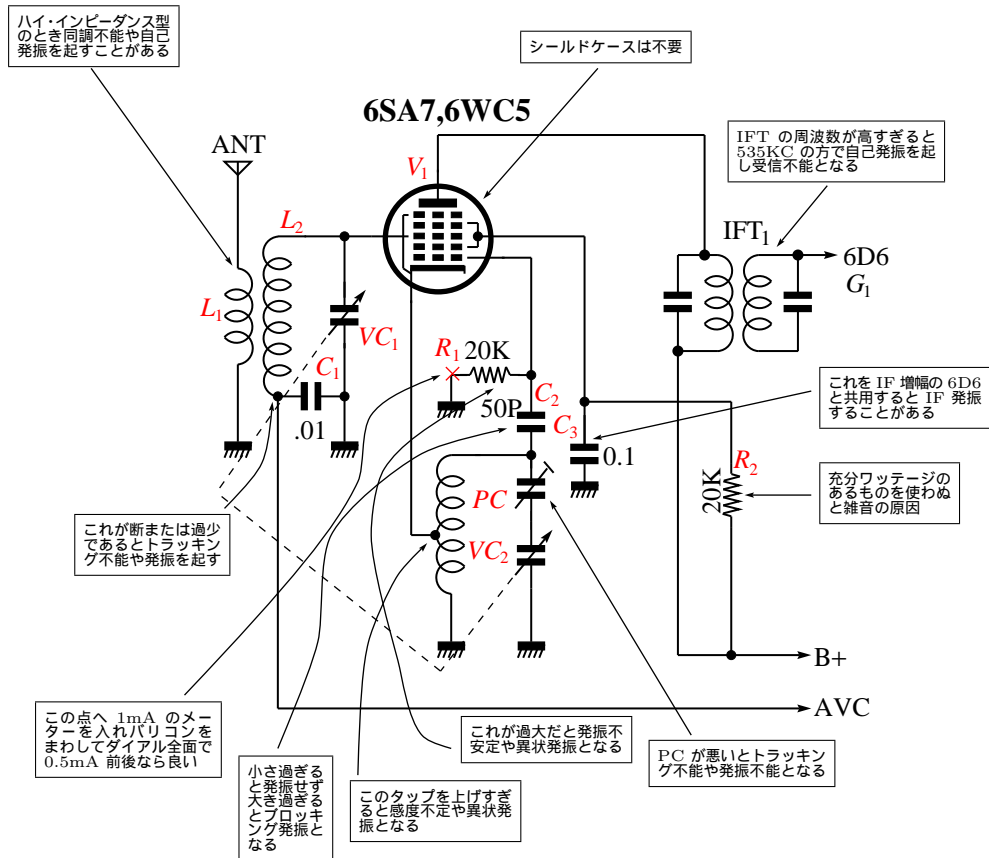 ハイ・インピーダンス型
のとき同調不能や自己
発振を起すことがある
シールドケースは不要
6SA7,6WC5
IFT の周波数が高すぎると
535KC の方で自己発振を起
し受信不能となる
ANT
V1
L2
IFT1
6D6
G1
L1
VC1
R1
20K
C1
.01
C2
50P
C3
0.1
これを IF 増幅の 6D6
と共用すると IF 発振
することがある
R2
20K
充分ワッテージの
あるものを使わぬ
と雑音の原因
PC
VC2
これが断または過少
であるとトラッキン
グ不能や発振を起す
B+
AVC
この点へ 1mA のメー
ターを入れバリコンを
まわしてダイアル全面で
0.5mA 前後なら良い
これが過大だと発振不
安定や異状発振となる
PC が悪いとトラッキン
グ不能や発振不能となる
小さ過ぎる
と発振せず
大き過ぎる
とブロッキ
ング発振と
なる
このタップを上げすぎ
ると感度不定や異状発
振となる